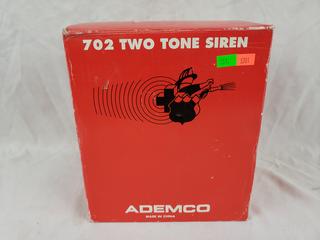 702 TWO TONE SIREN
ADEMCO
MADE IN CHINA